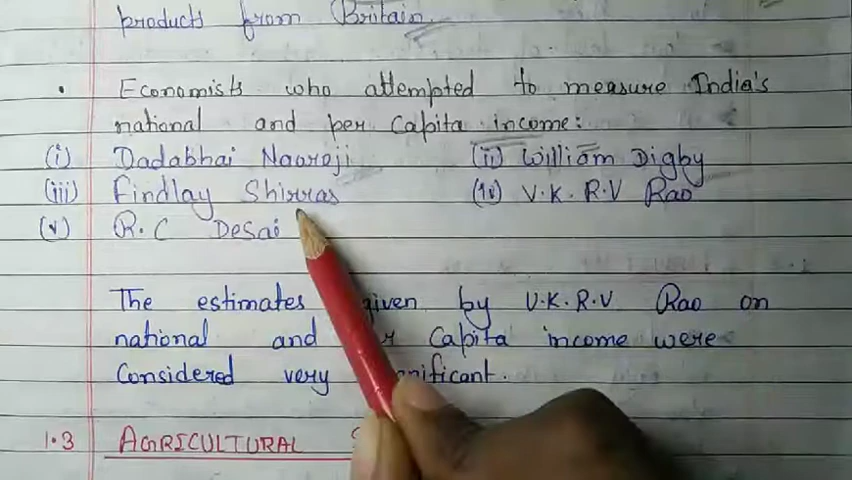 products from Britain.
• Economists who attempted to measure India's
national and per capita income:
(i) Dadabhai Naoroji (ii) William Digby
(iii) Findlay Shirras (iv) V.K.R.V Rao
(v) R.C Desai
The estimates given by V.K.R.V Rao on
national and capita income were
Considered very
1.3 AGRICULTURAL